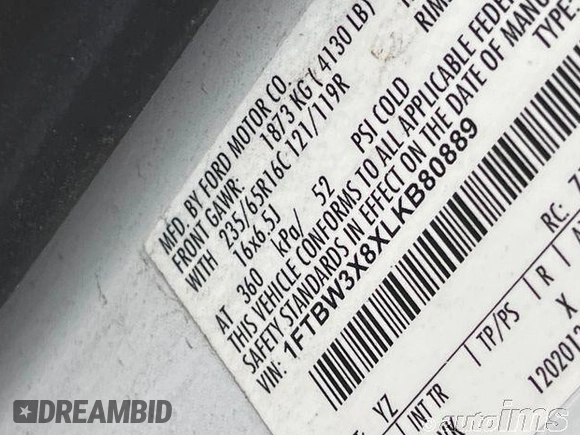 MFD. BY FORD MOTOR CO.
FRONT GAWR: 1873 KG ( 4130 LB)
WITH 235/65R16C 121/119R
16x6.5J RIM
AT 360 kPa/ 52 PSI COLD
THIS VEHICLE CONFORMS TO ALL APPLICABLE FEDER
SAFETY STANDARDS IN EFFECT ON THE DATE OF MANU
VIN: 1FTBW3X8XLKB80889
TYPE:
RC:
YZ
INT TR TP/PS R
X
DREAMBID
autoims